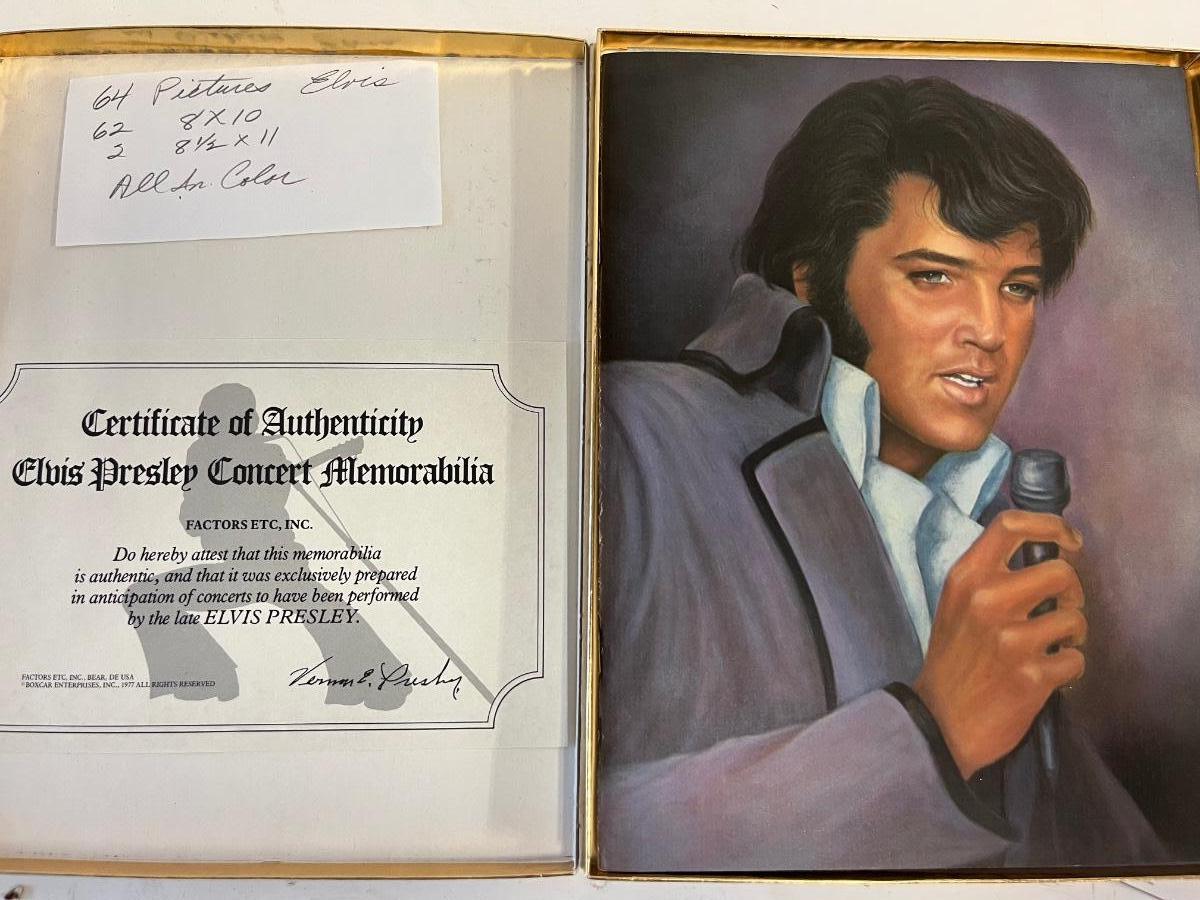 64 Pictures Elvis
62 8X10
2 8½ X 11
All In Color
Certificate of Authenticity
Elvis Presley Concert Memorabilia
FACTORS ETC, INC.
Do hereby attest that this memorabilia
is authentic, and that it was exclusively prepared
in anticipation of concerts to have been performed
by the late ELVIS PRESLEY.
FACTORS ETC, INC., BEAR, DE USA
©BOXCAR ENTERPRISES, INC., 1977 ALL RIGHTS RESERVED
Vernon E. Presley